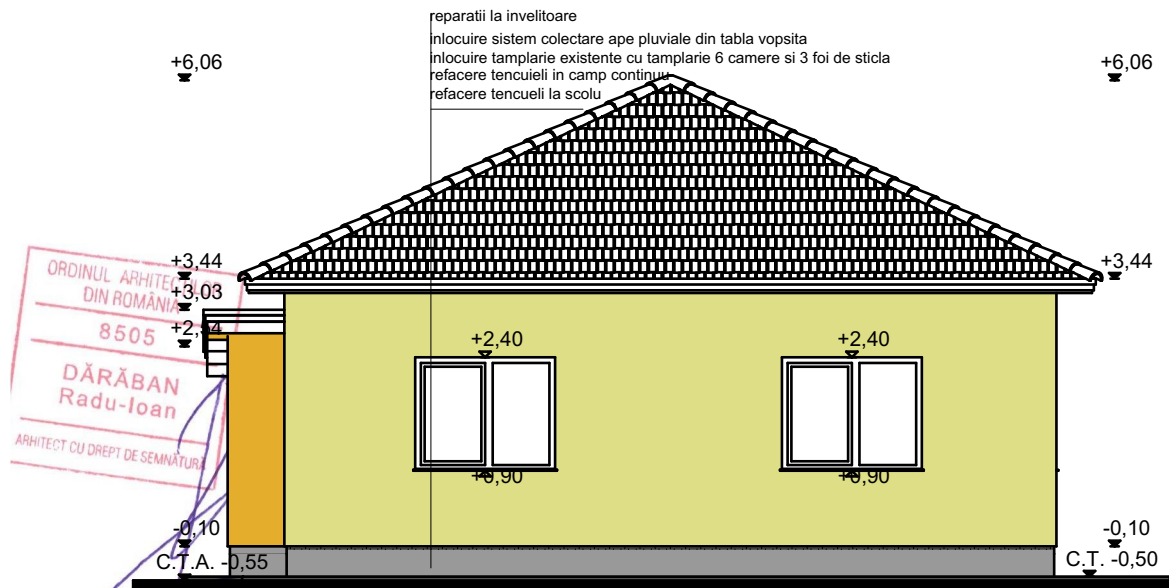 reparatii la invelitoare
inlocuire sistem colectare ape pluviale din tabla vopsita
inlocuire tamplarie existente cu tamplarie 6 camere si 3 foi de sticla
refacere tencuieli in camp continuu
refacere tencueli la scolu
+6,06
+6,06
+3,44
+3,44
+3,03
ORDINUL ARHITECȚILOR
DIN ROMÂNIA
8505
DĂRĂBAN
Radu-Ioan
ARHITECT CU DREPT DE SEMNĂTURĂ
+2,40
+2,40
+0,90
+0,90
-0,10
-0,10
C.T.A. -0,55
C.T. -0,50